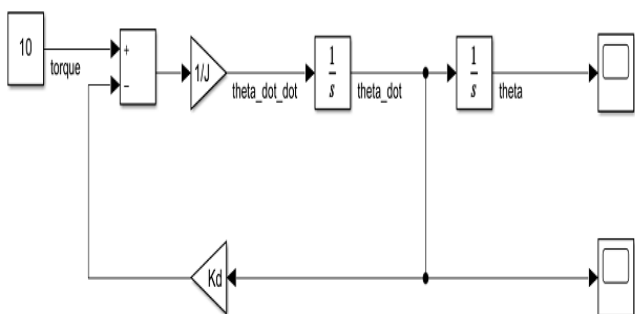 10
torque
+
−
1/J
theta_dot_dot
1
s
theta_dot
1
s
theta
Kd